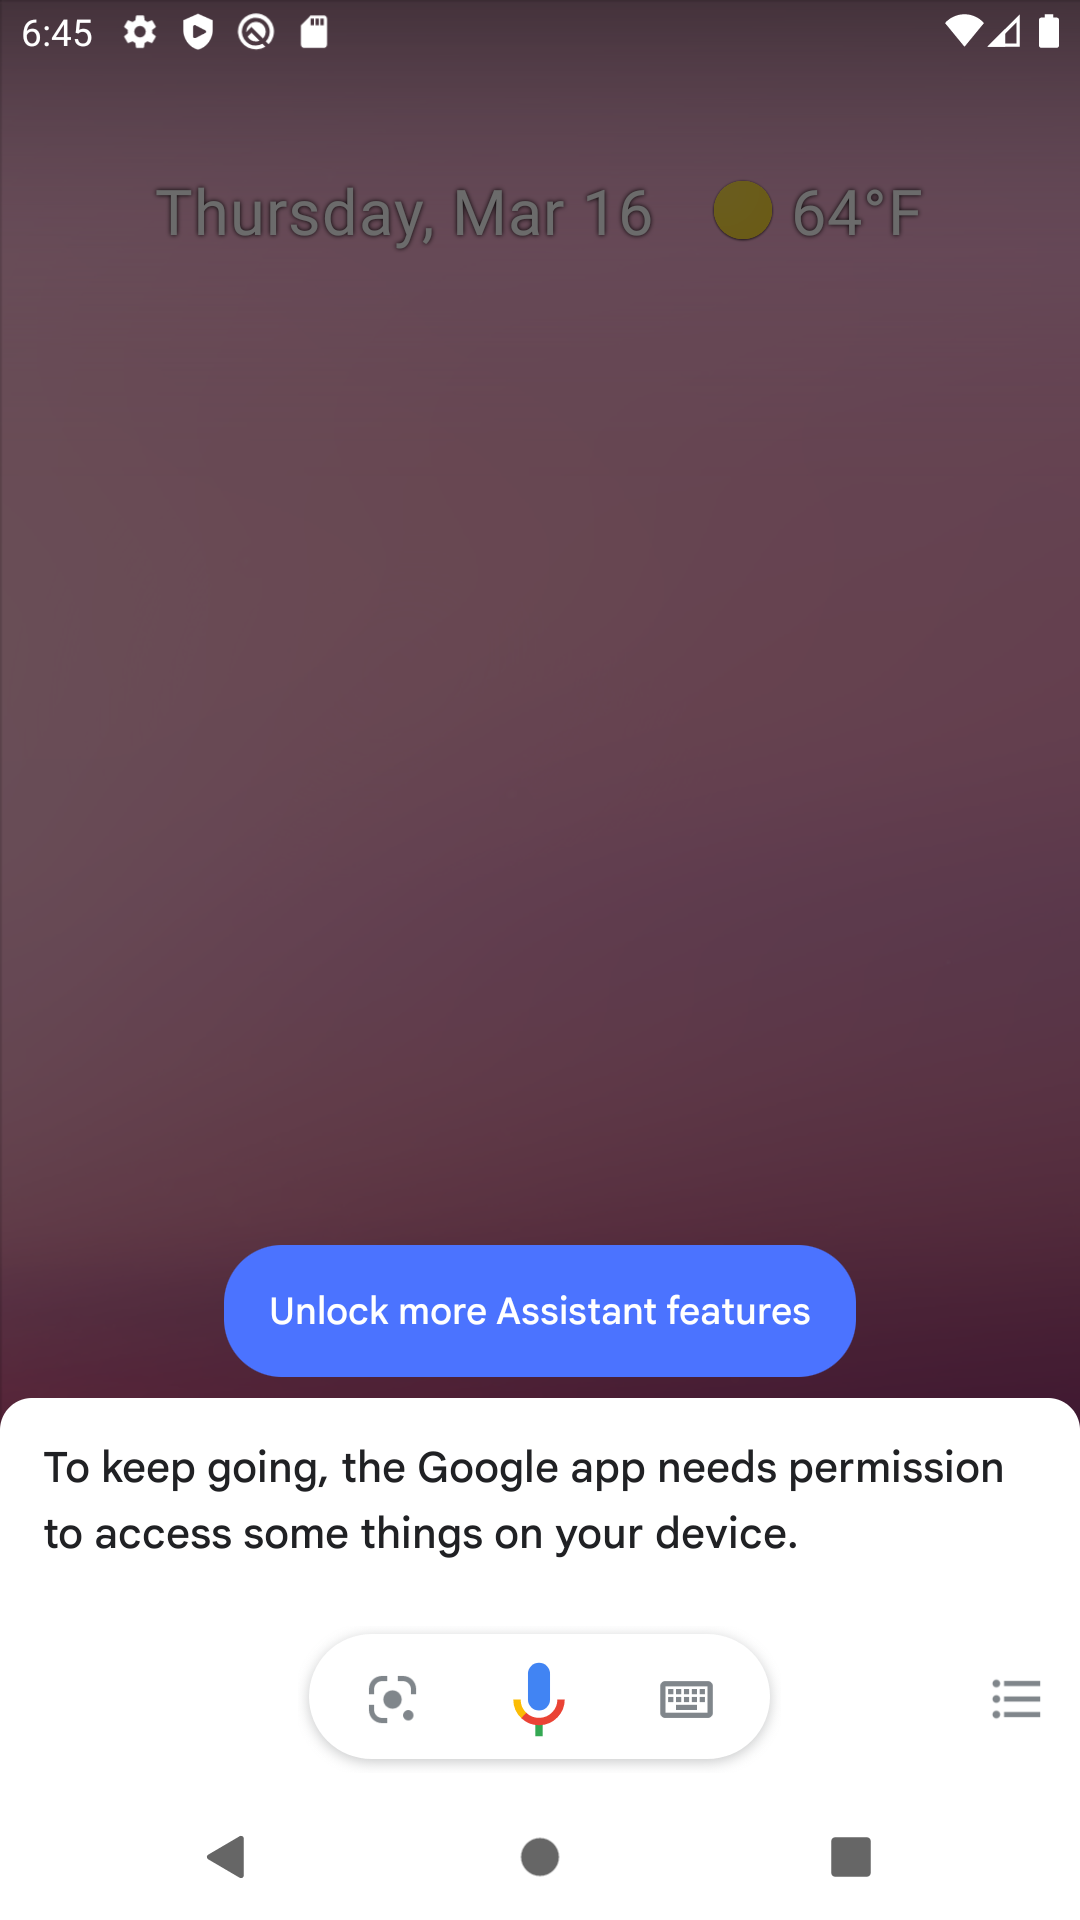 6:45
Thursday, Mar 16 64°F
Unlock more Assistant features
To keep going, the Google app needs permission
to access some things on your device.